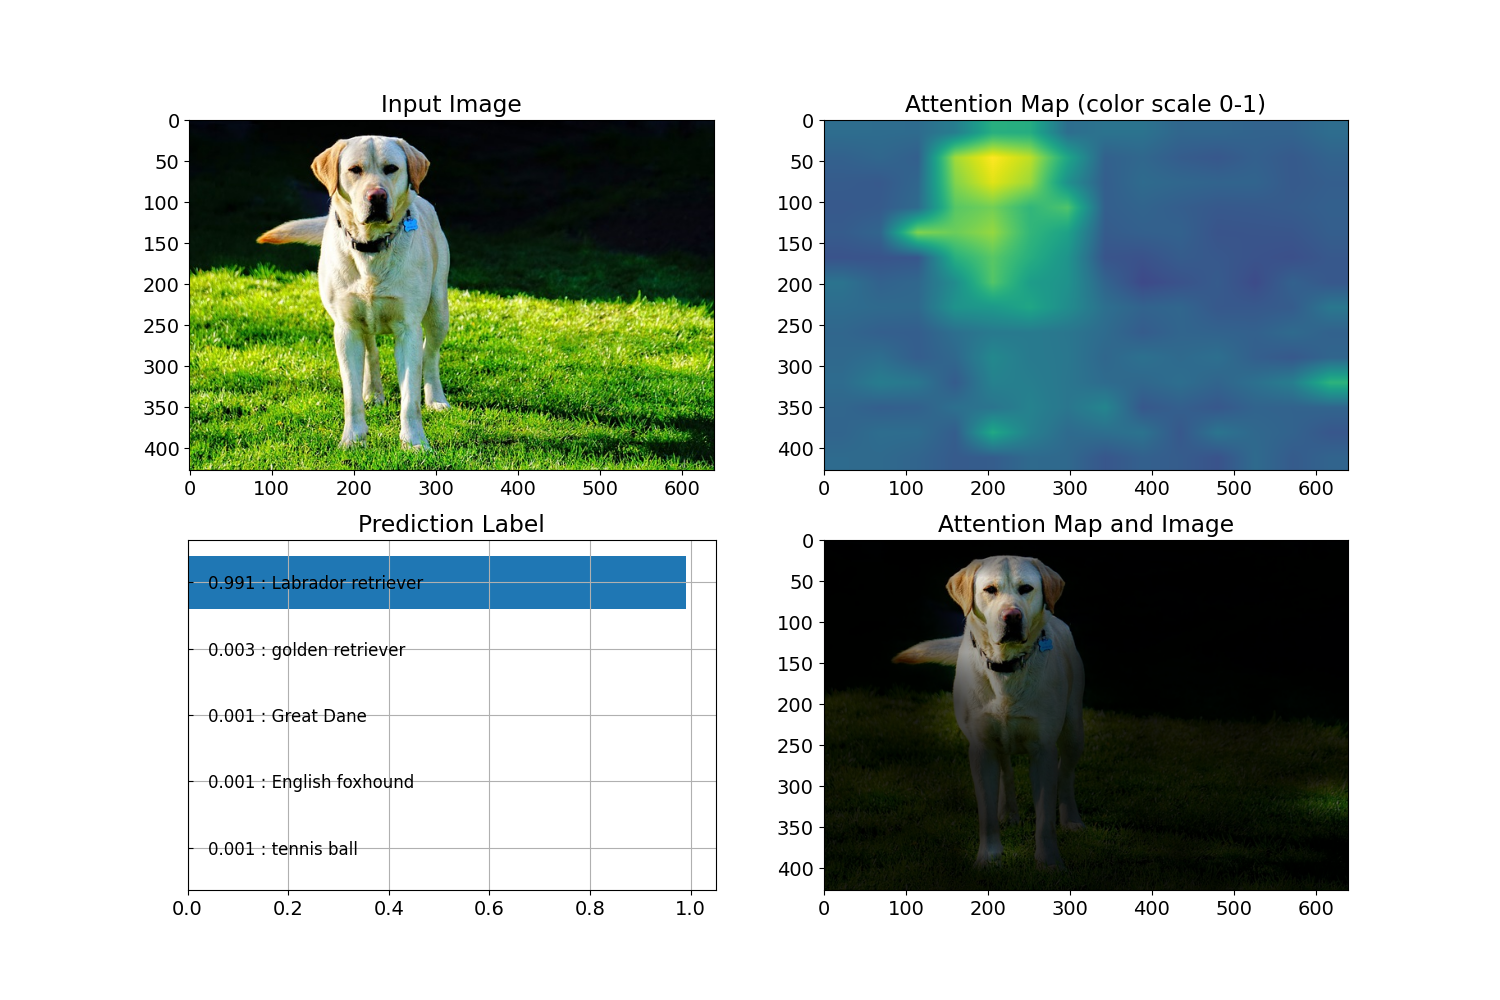 Input Image
0
50
100
150
200
250
300
350
400
0 100 200 300 400 500 600
Attention Map (color scale 0-1)
0
50
100
150
200
250
300
350
400
0 100 200 300 400 500 600
Prediction Label
0.991 : Labrador retriever
0.003 : golden retriever
0.001 : Great Dane
0.001 : English foxhound
0.001 : tennis ball
0.0 0.2 0.4 0.6 0.8 1.0
Attention Map and Image
0
50
100
150
200
250
300
350
400
0 100 200 300 400 500 600